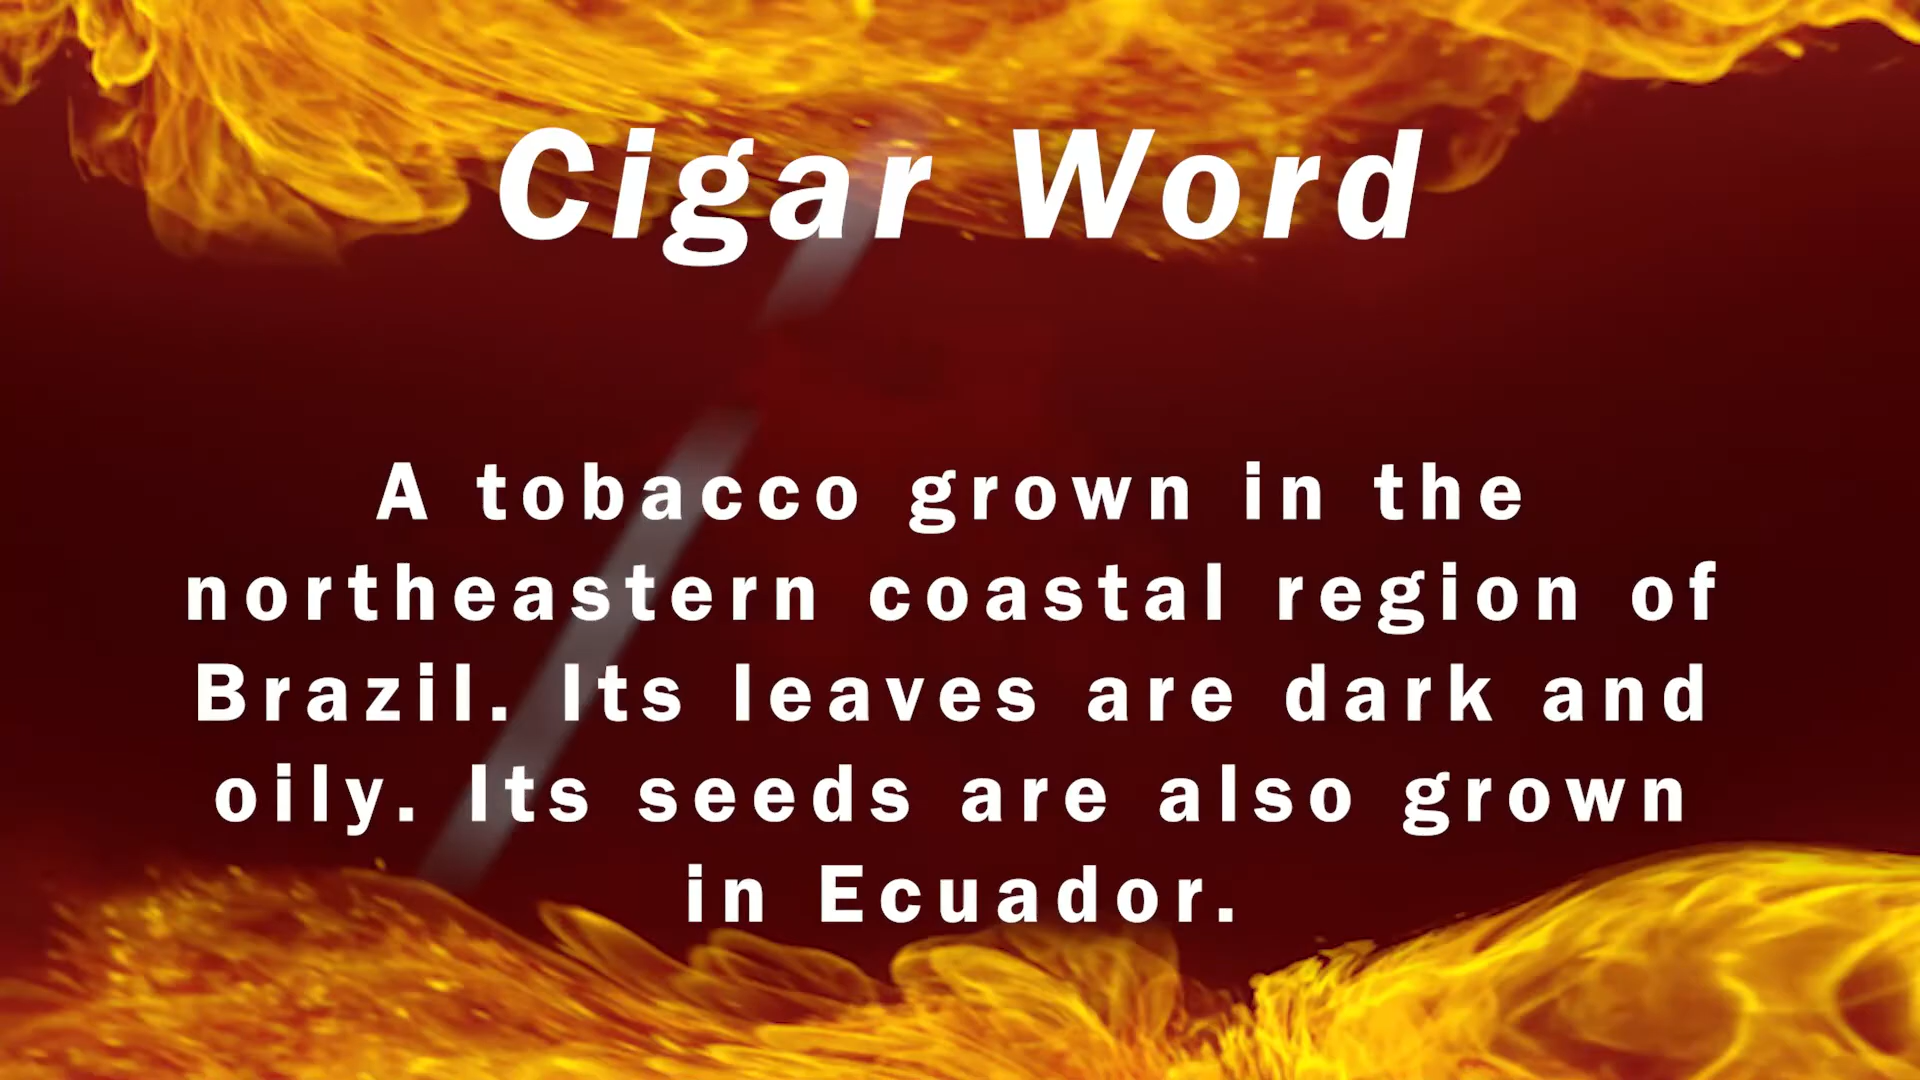 Cigar Word
A tobacco grown in the
northeastern coastal region of
Brazil. Its leaves are dark and
oily. Its seeds are also grown
in Ecuador.